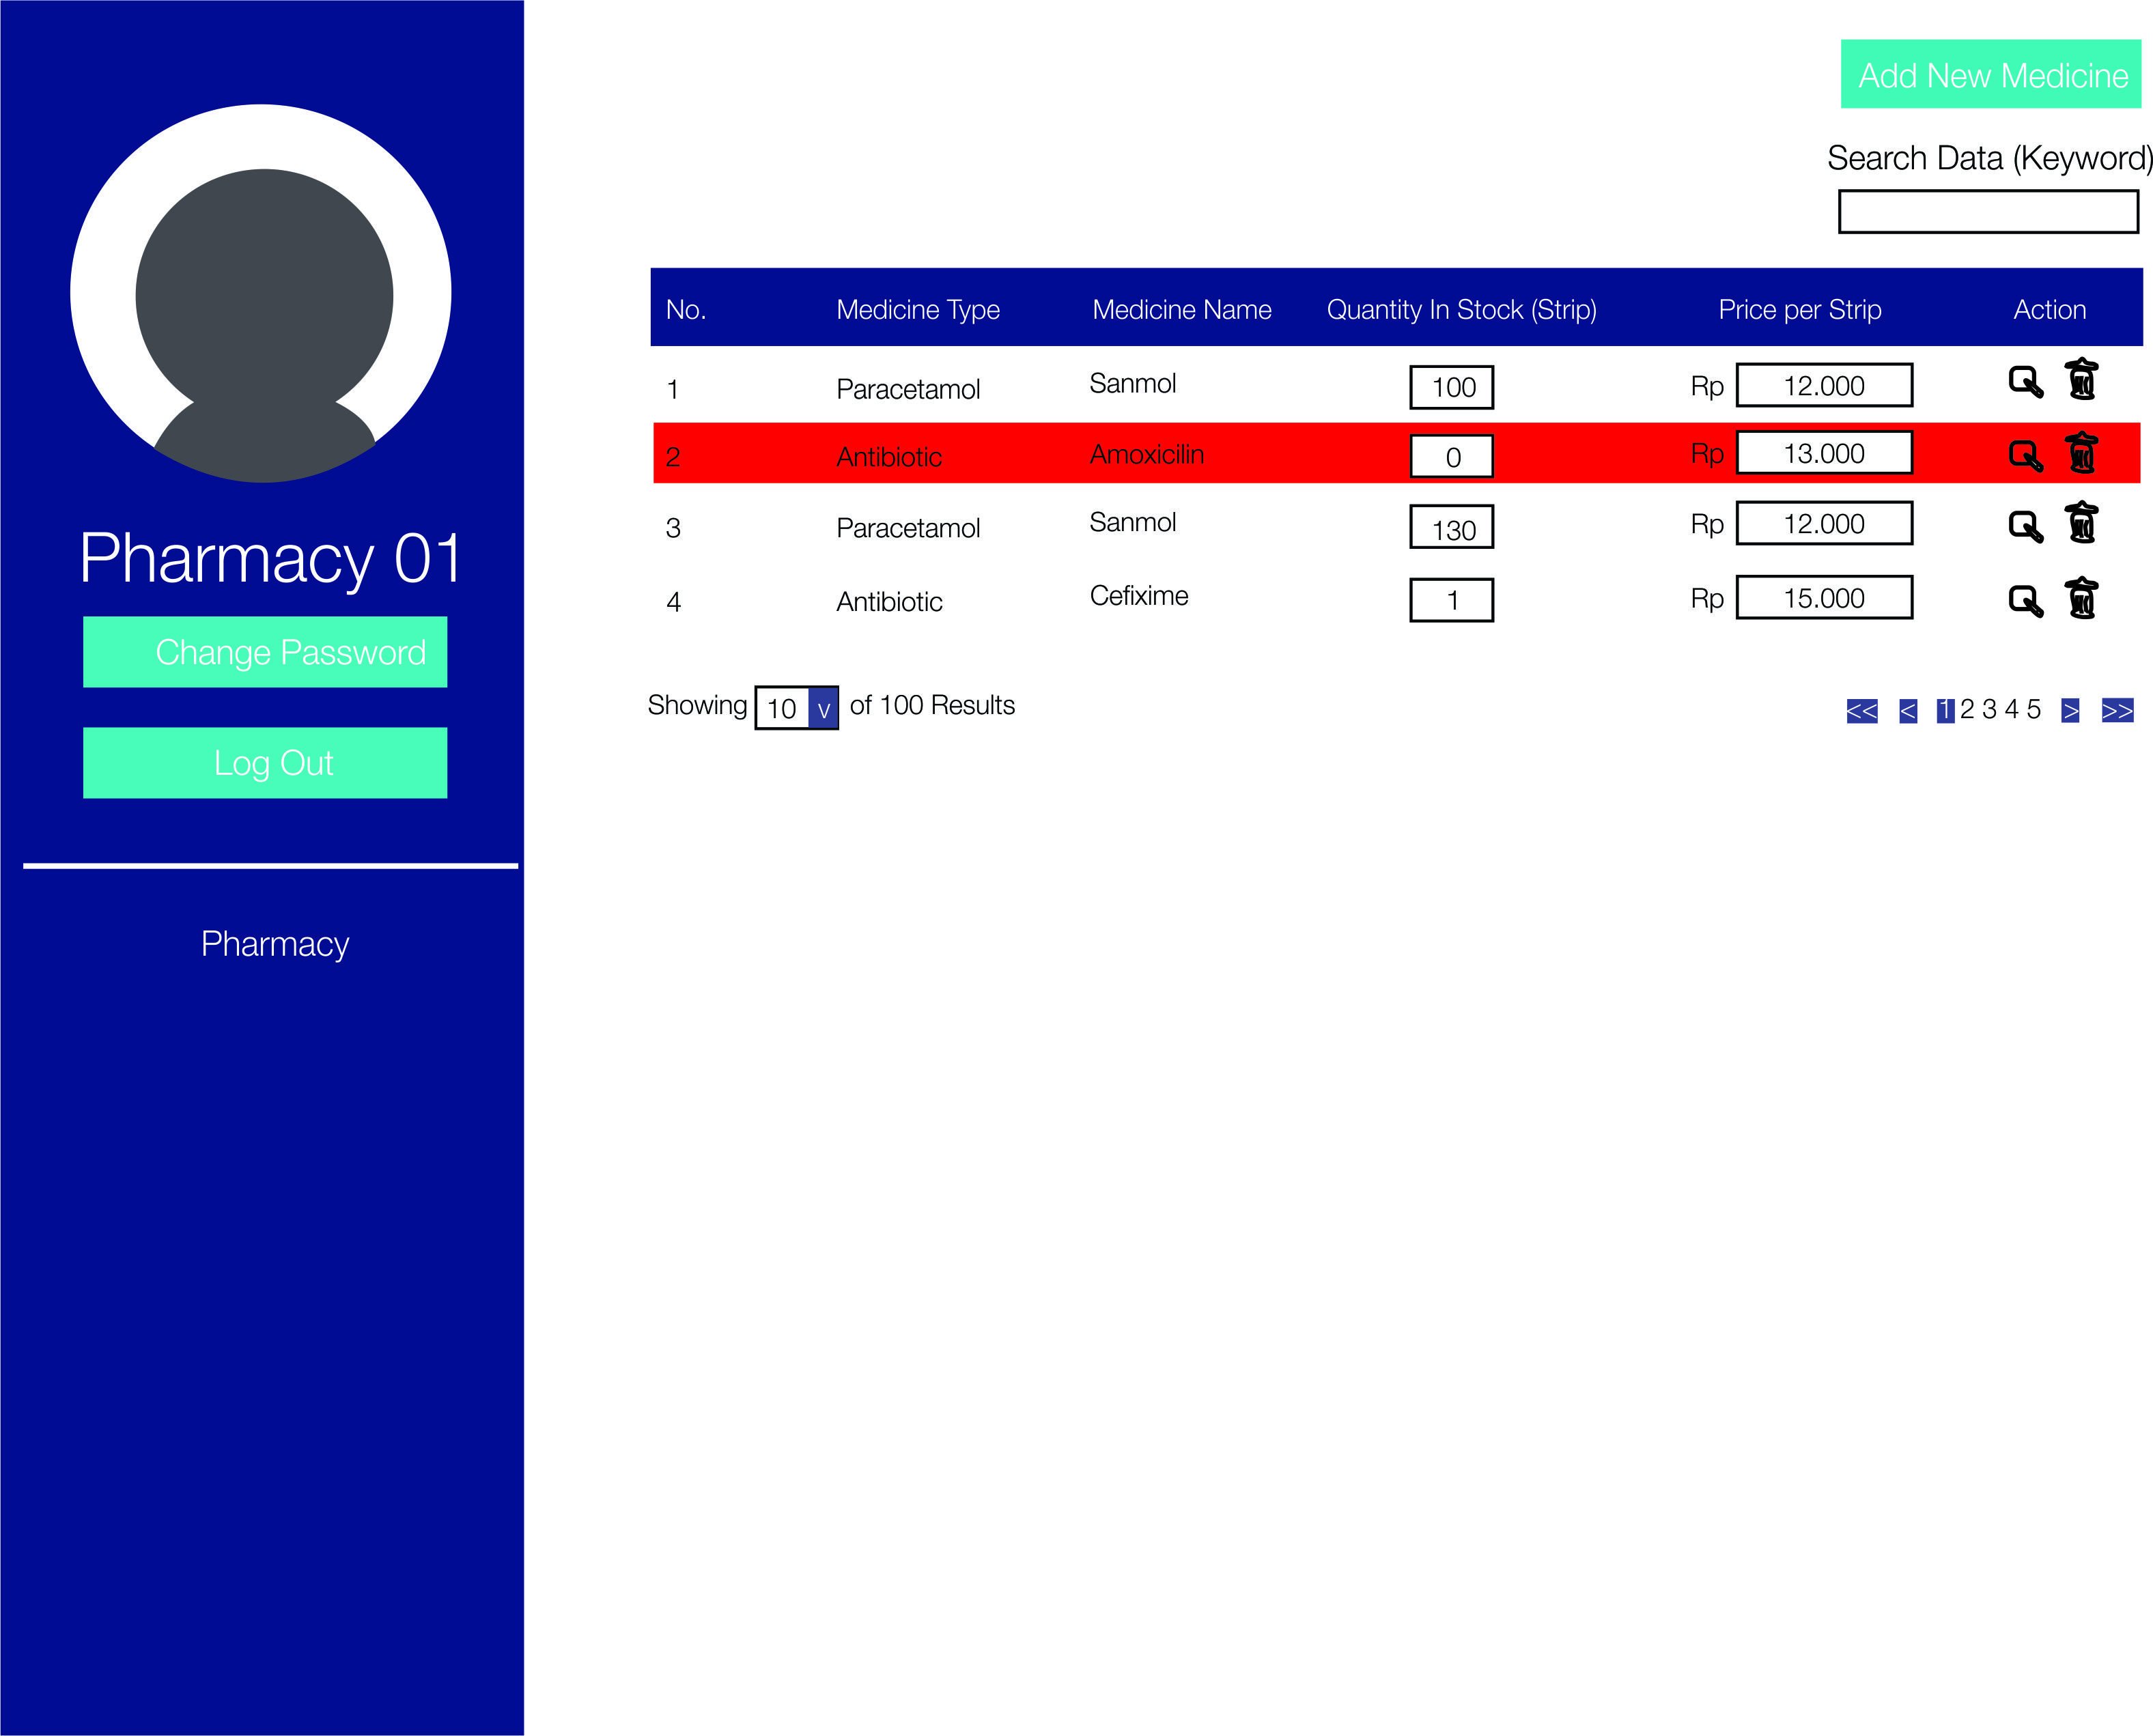 Pharmacy 01
Change Password
Log Out
Pharmacy
Add New Medicine
Search Data (Keyword)
No. Medicine Type Medicine Name Quantity In Stock (Strip) Price per Strip Action
1 Paracetamol Sanmol 100 Rp 12.000
2 Antibiotic Amoxicilin 0 Rp 13.000
3 Paracetamol Sanmol 130 Rp 12.000
4 Antibiotic Cefixime 1 Rp 15.000
Showing 10 v of 100 Results << < 1 2 3 4 5 > >>